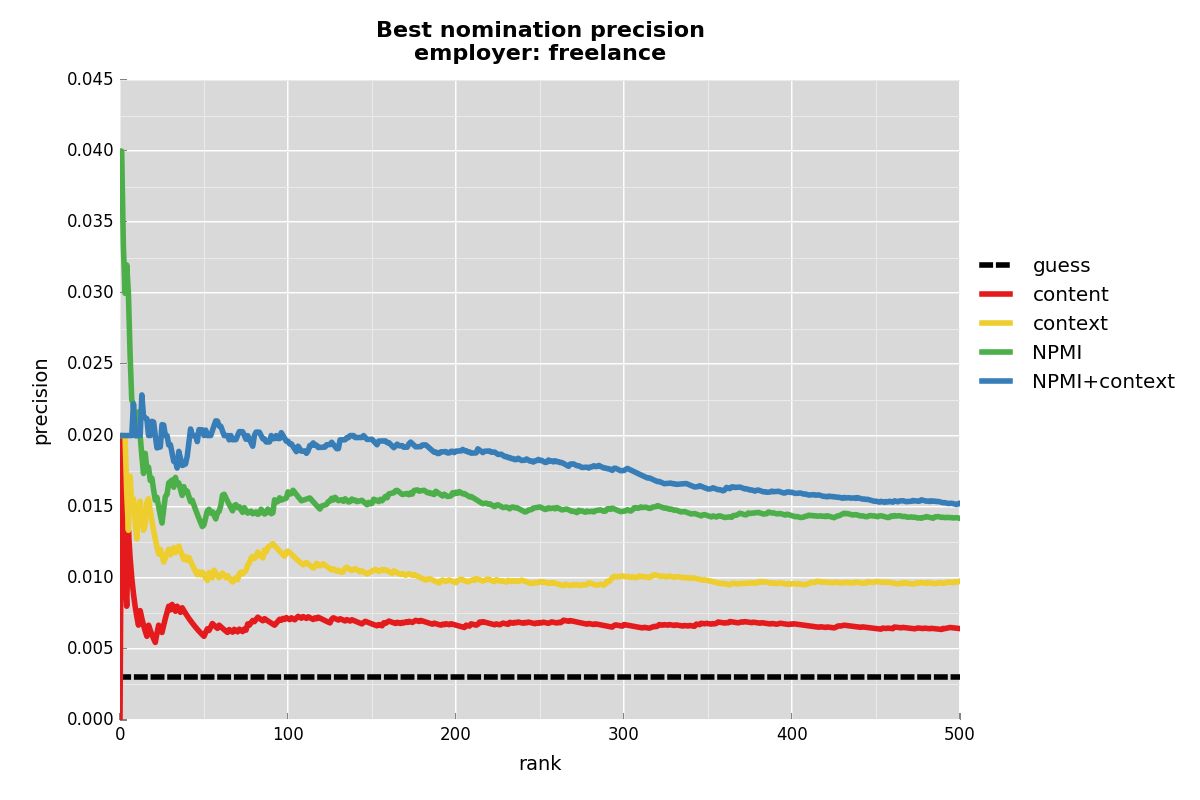 Best nomination precision
employer: freelance
0.045
0.040
0.035
0.030
0.025
0.020
0.015
0.010
0.005
0.000
precision
0
100
200
300
400
500
rank
guess
content
context
NPMI
NPMI+context